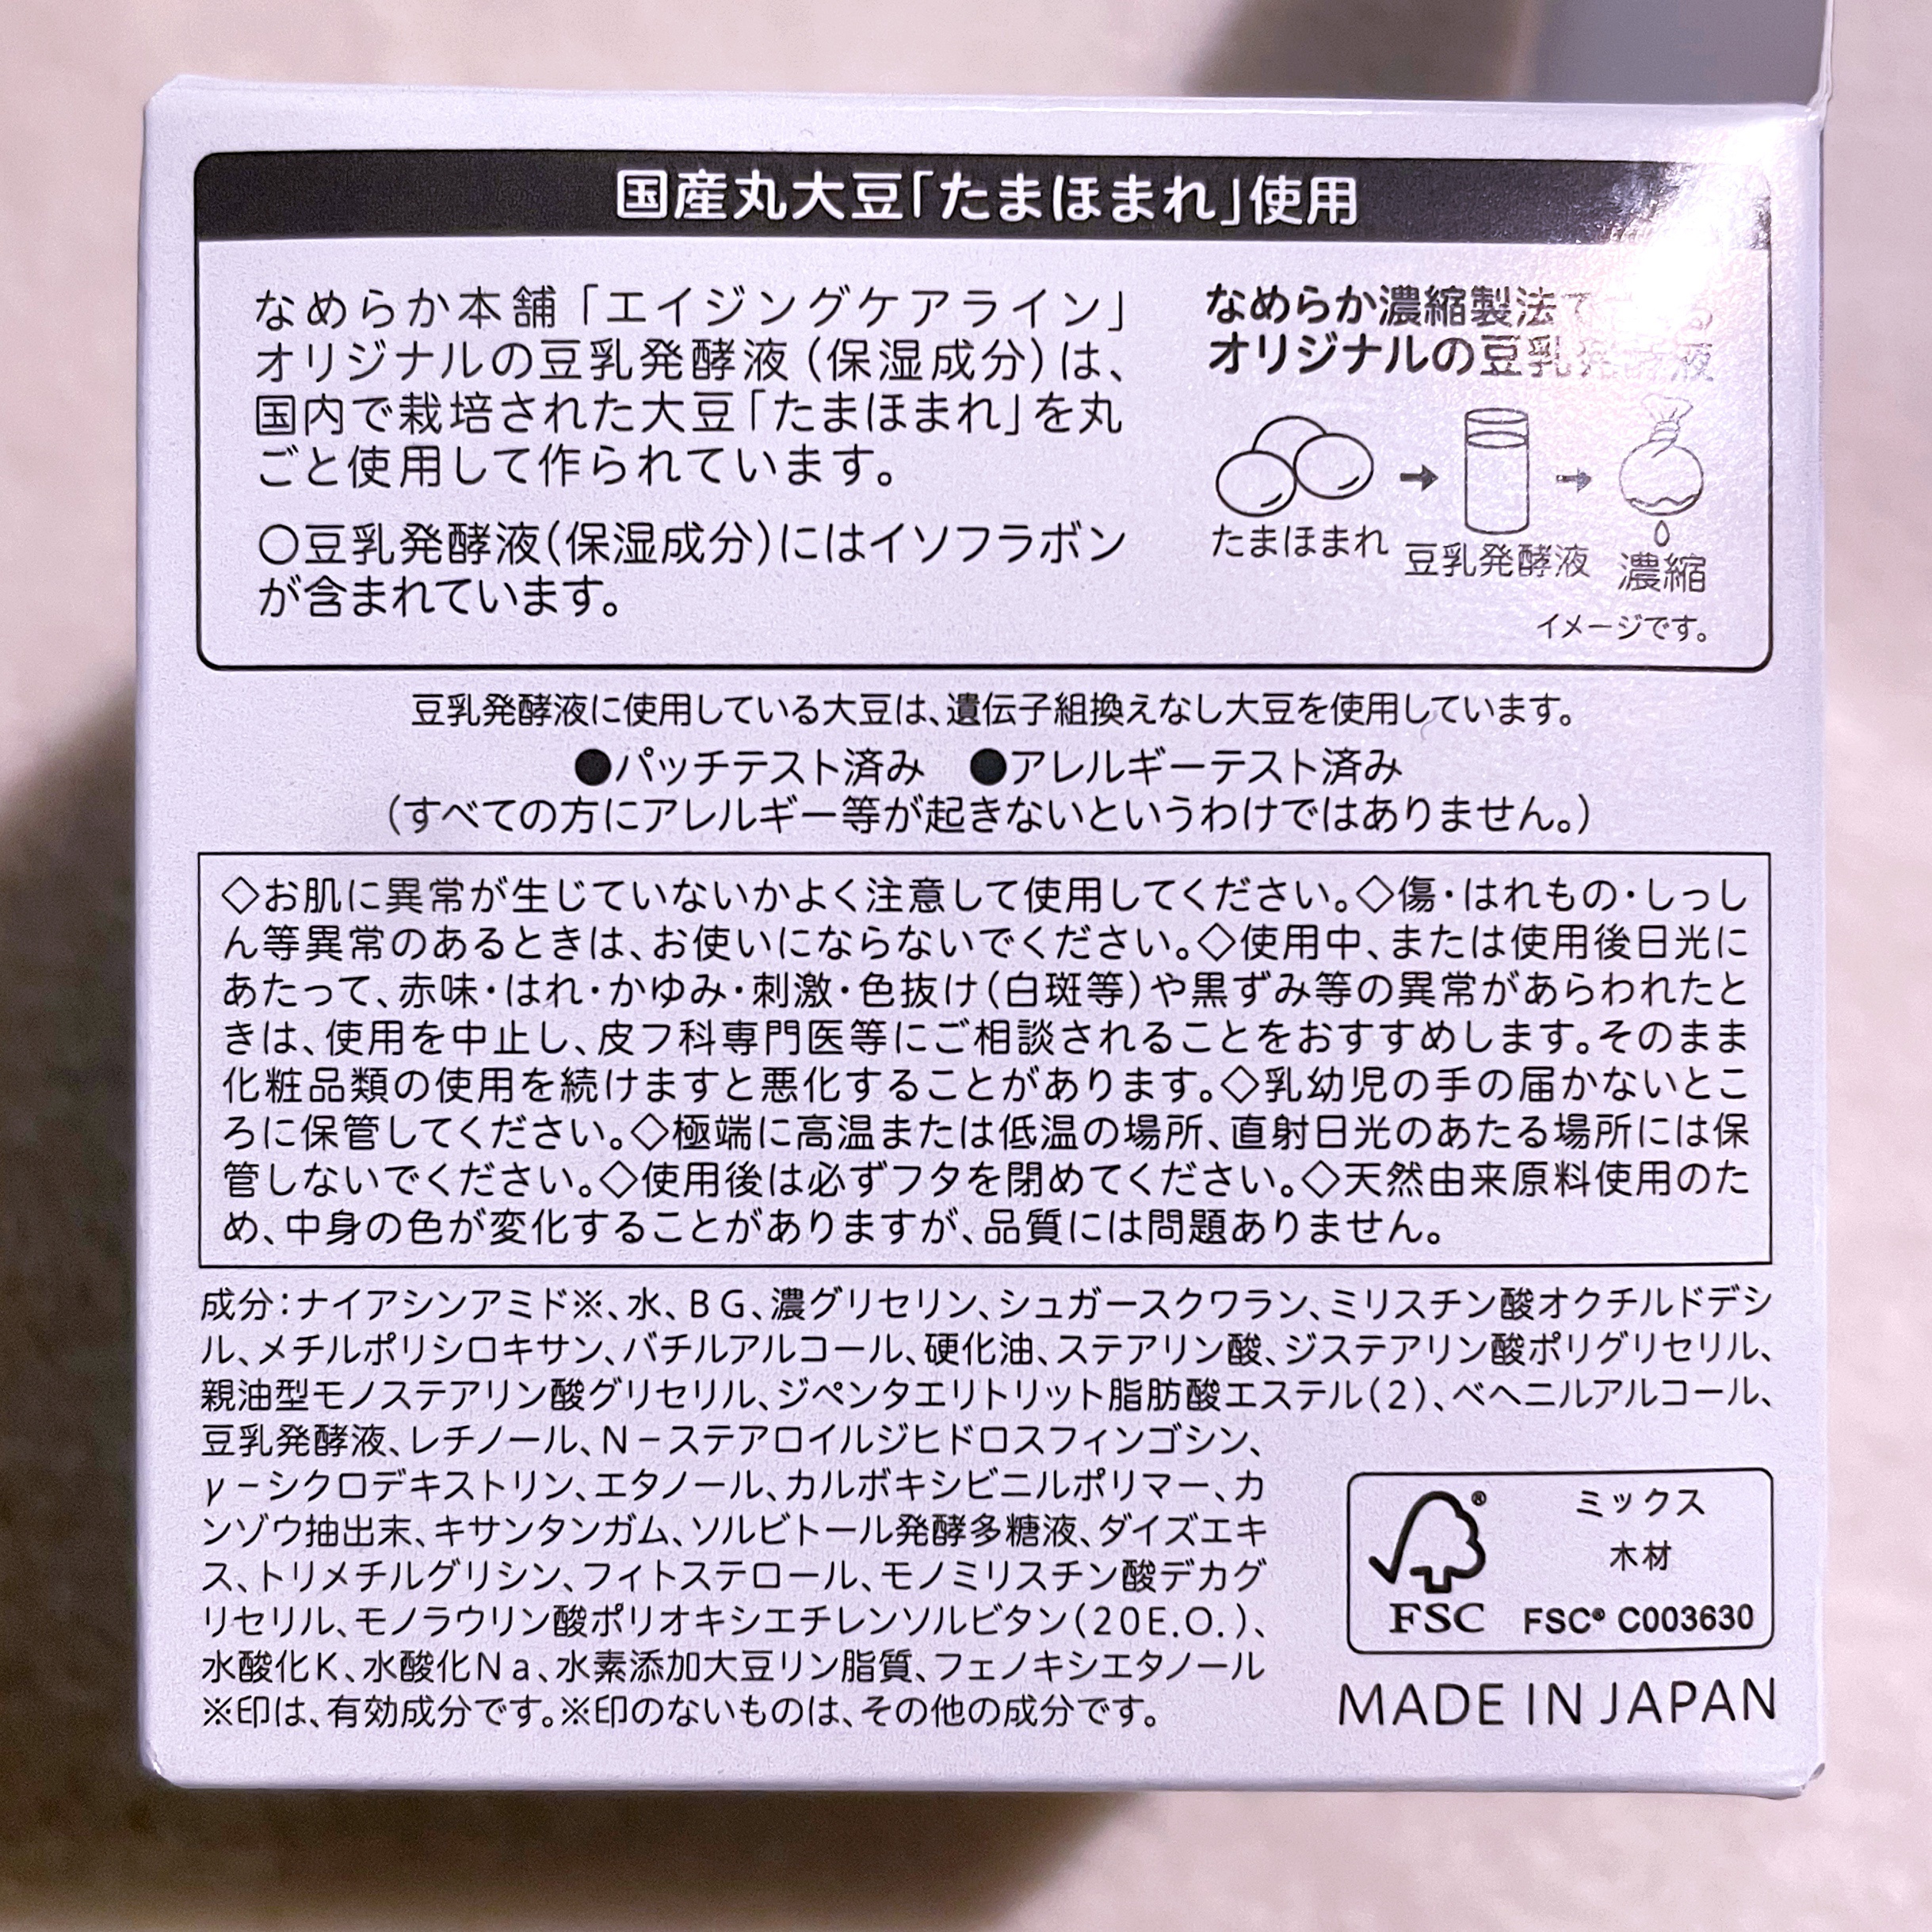 国産丸大豆「たまほまれ」使用
なめらか本舗「エイジングケアライン」
オリジナルの豆乳発酵液(保湿成分)は、
国内で栽培された大豆「たまほまれ」を丸
ごと使用して作られています。
○豆乳発酵液(保湿成分)にはイソフラボン
が含まれています。
なめらか濃縮製法で
オリジナルの豆乳発酵液
たまほまれ
豆乳発酵液
濃縮
イメージです。
豆乳発酵液に使用している大豆は、遺伝子組換えなし大豆を使用しています。
●パッチテスト済み ●アレルギーテスト済み
(すべての方にアレルギー等が起きないというわけではありません。)
◇お肌に異常が生じていないかよく注意して使用してください。◇傷・はれもの・しっし
ん等異常のあるときは、お使いにならないでください。◇使用中、または使用後日光に
あたって、赤味・はれ・かゆみ・刺激・色抜け(白斑等)や黒ずみ等の異常があらわれたと
きは、使用を中止し、皮フ科専門医等にご相談されることをおすすめします。そのまま
化粧品類の使用を続けますと悪化することがあります。◇乳幼児の手の届かないとこ
ろに保管してください。◇極端に高温または低温の場所、直射日光のあたる場所には保
管しないでください。◇使用後は必ずフタを閉めてください。◇天然由来原料使用のた
め、中身の色が変化することがありますが、品質には問題ありません。
成分:ナイアシンアミド※、水、BG、濃グリセリン、シュガースクワラン、ミリスチン酸オクチルドデシ
ル、メチルポリシロキサン、バチルアルコール、硬化油、ステアリン酸、ジステアリン酸ポリグリセリル、
親油型モノステアリン酸グリセリル、ジペンタエリトリット脂肪酸エステル(2)、ベヘニルアルコール、
豆乳発酵液、レチノール、N-ステアロイルジヒドロスフィンゴシン、
γ-シクロデキストリン、エタノール、カルボキシビニルポリマー、カ
ンゾウ抽出末、キサンタンガム、ソルビトール発酵多糖液、ダイズエキ
ス、トリメチルグリシン、フィトステロール、モノミリスチン酸デカグ
リセリル、モノラウリン酸ポリオキシエチレンソルビタン(20E.O.)、
水酸化K、水酸化Na、水素添加大豆リン脂質、フェノキシエタノール
※印は、有効成分です。※印のないものは、その他の成分です。
®
FSC
ミックス
木材
FSC® C003630
MADE IN JAPAN